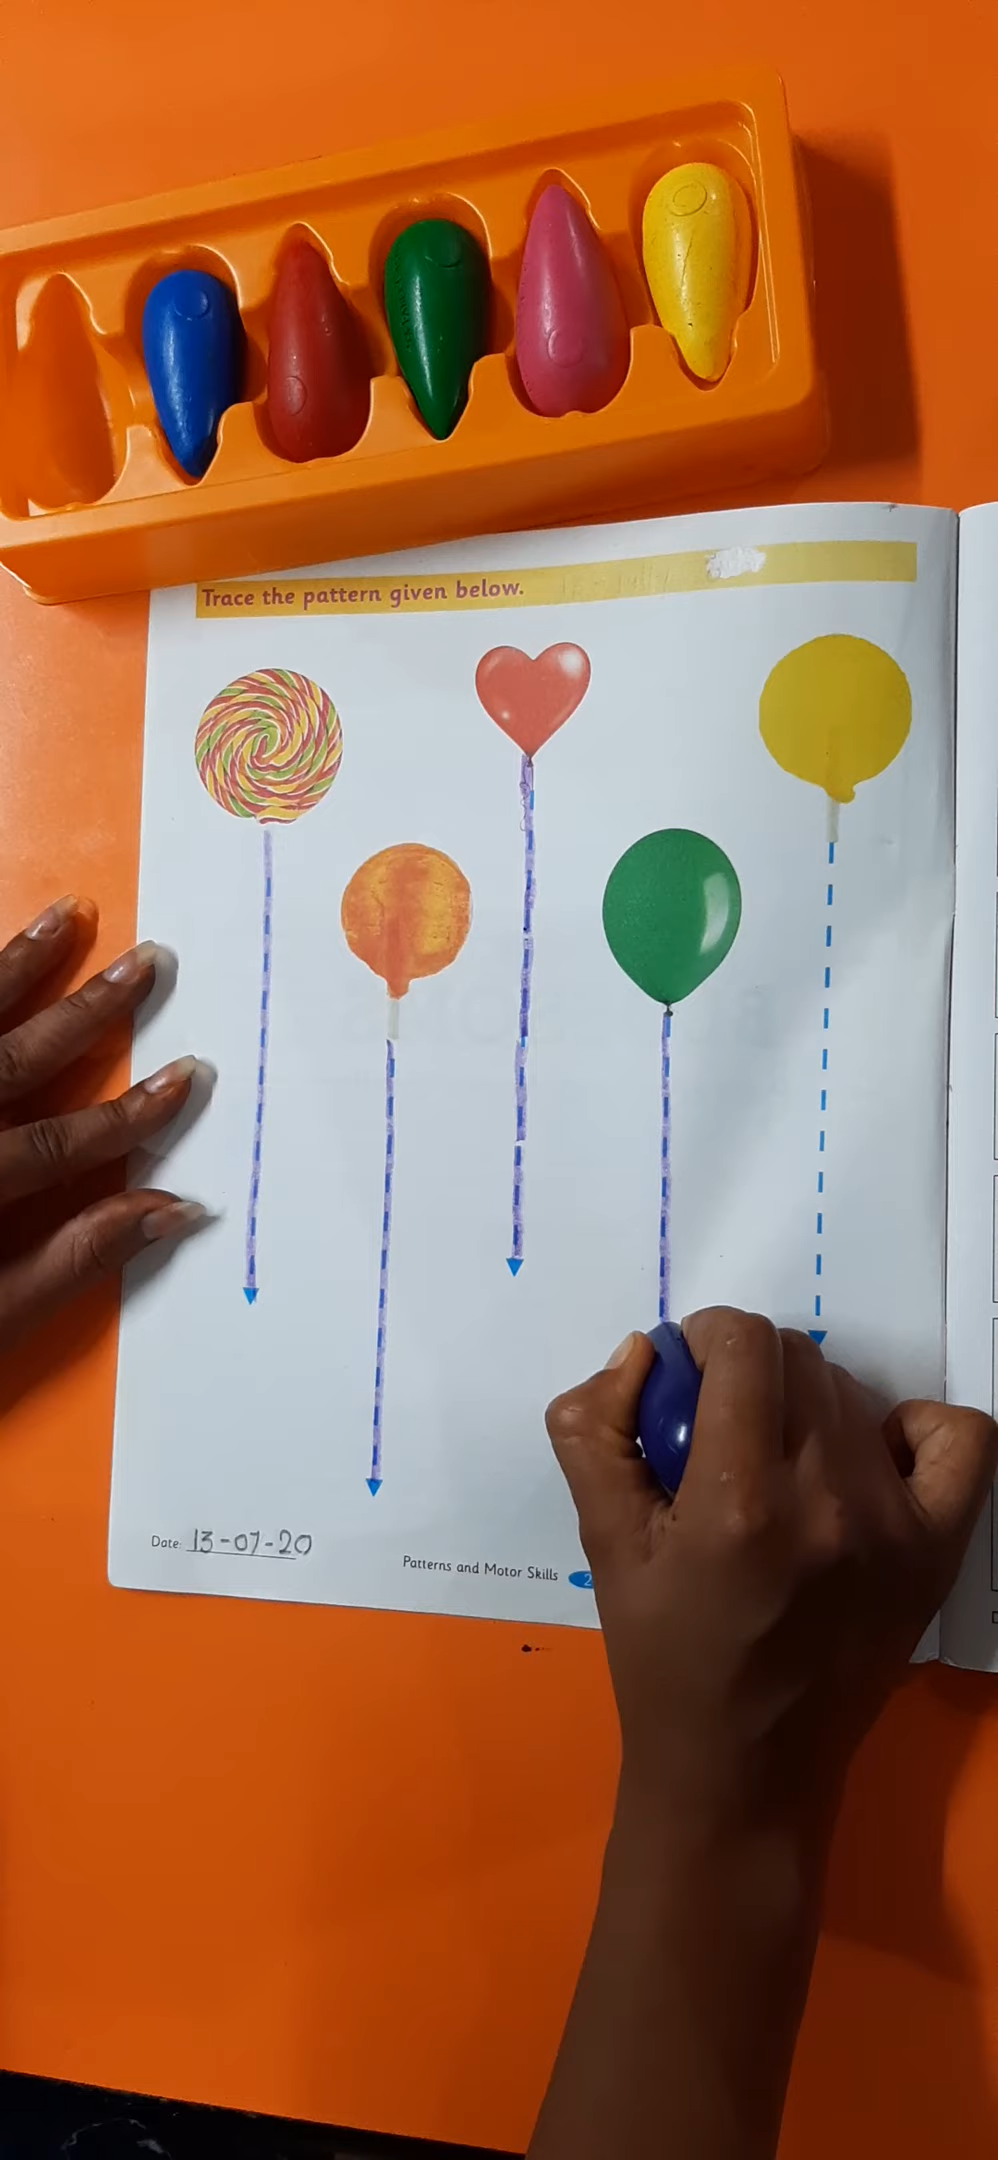 Trace the pattern given below.
Date: 13-07-20
Patterns and Motor Skills